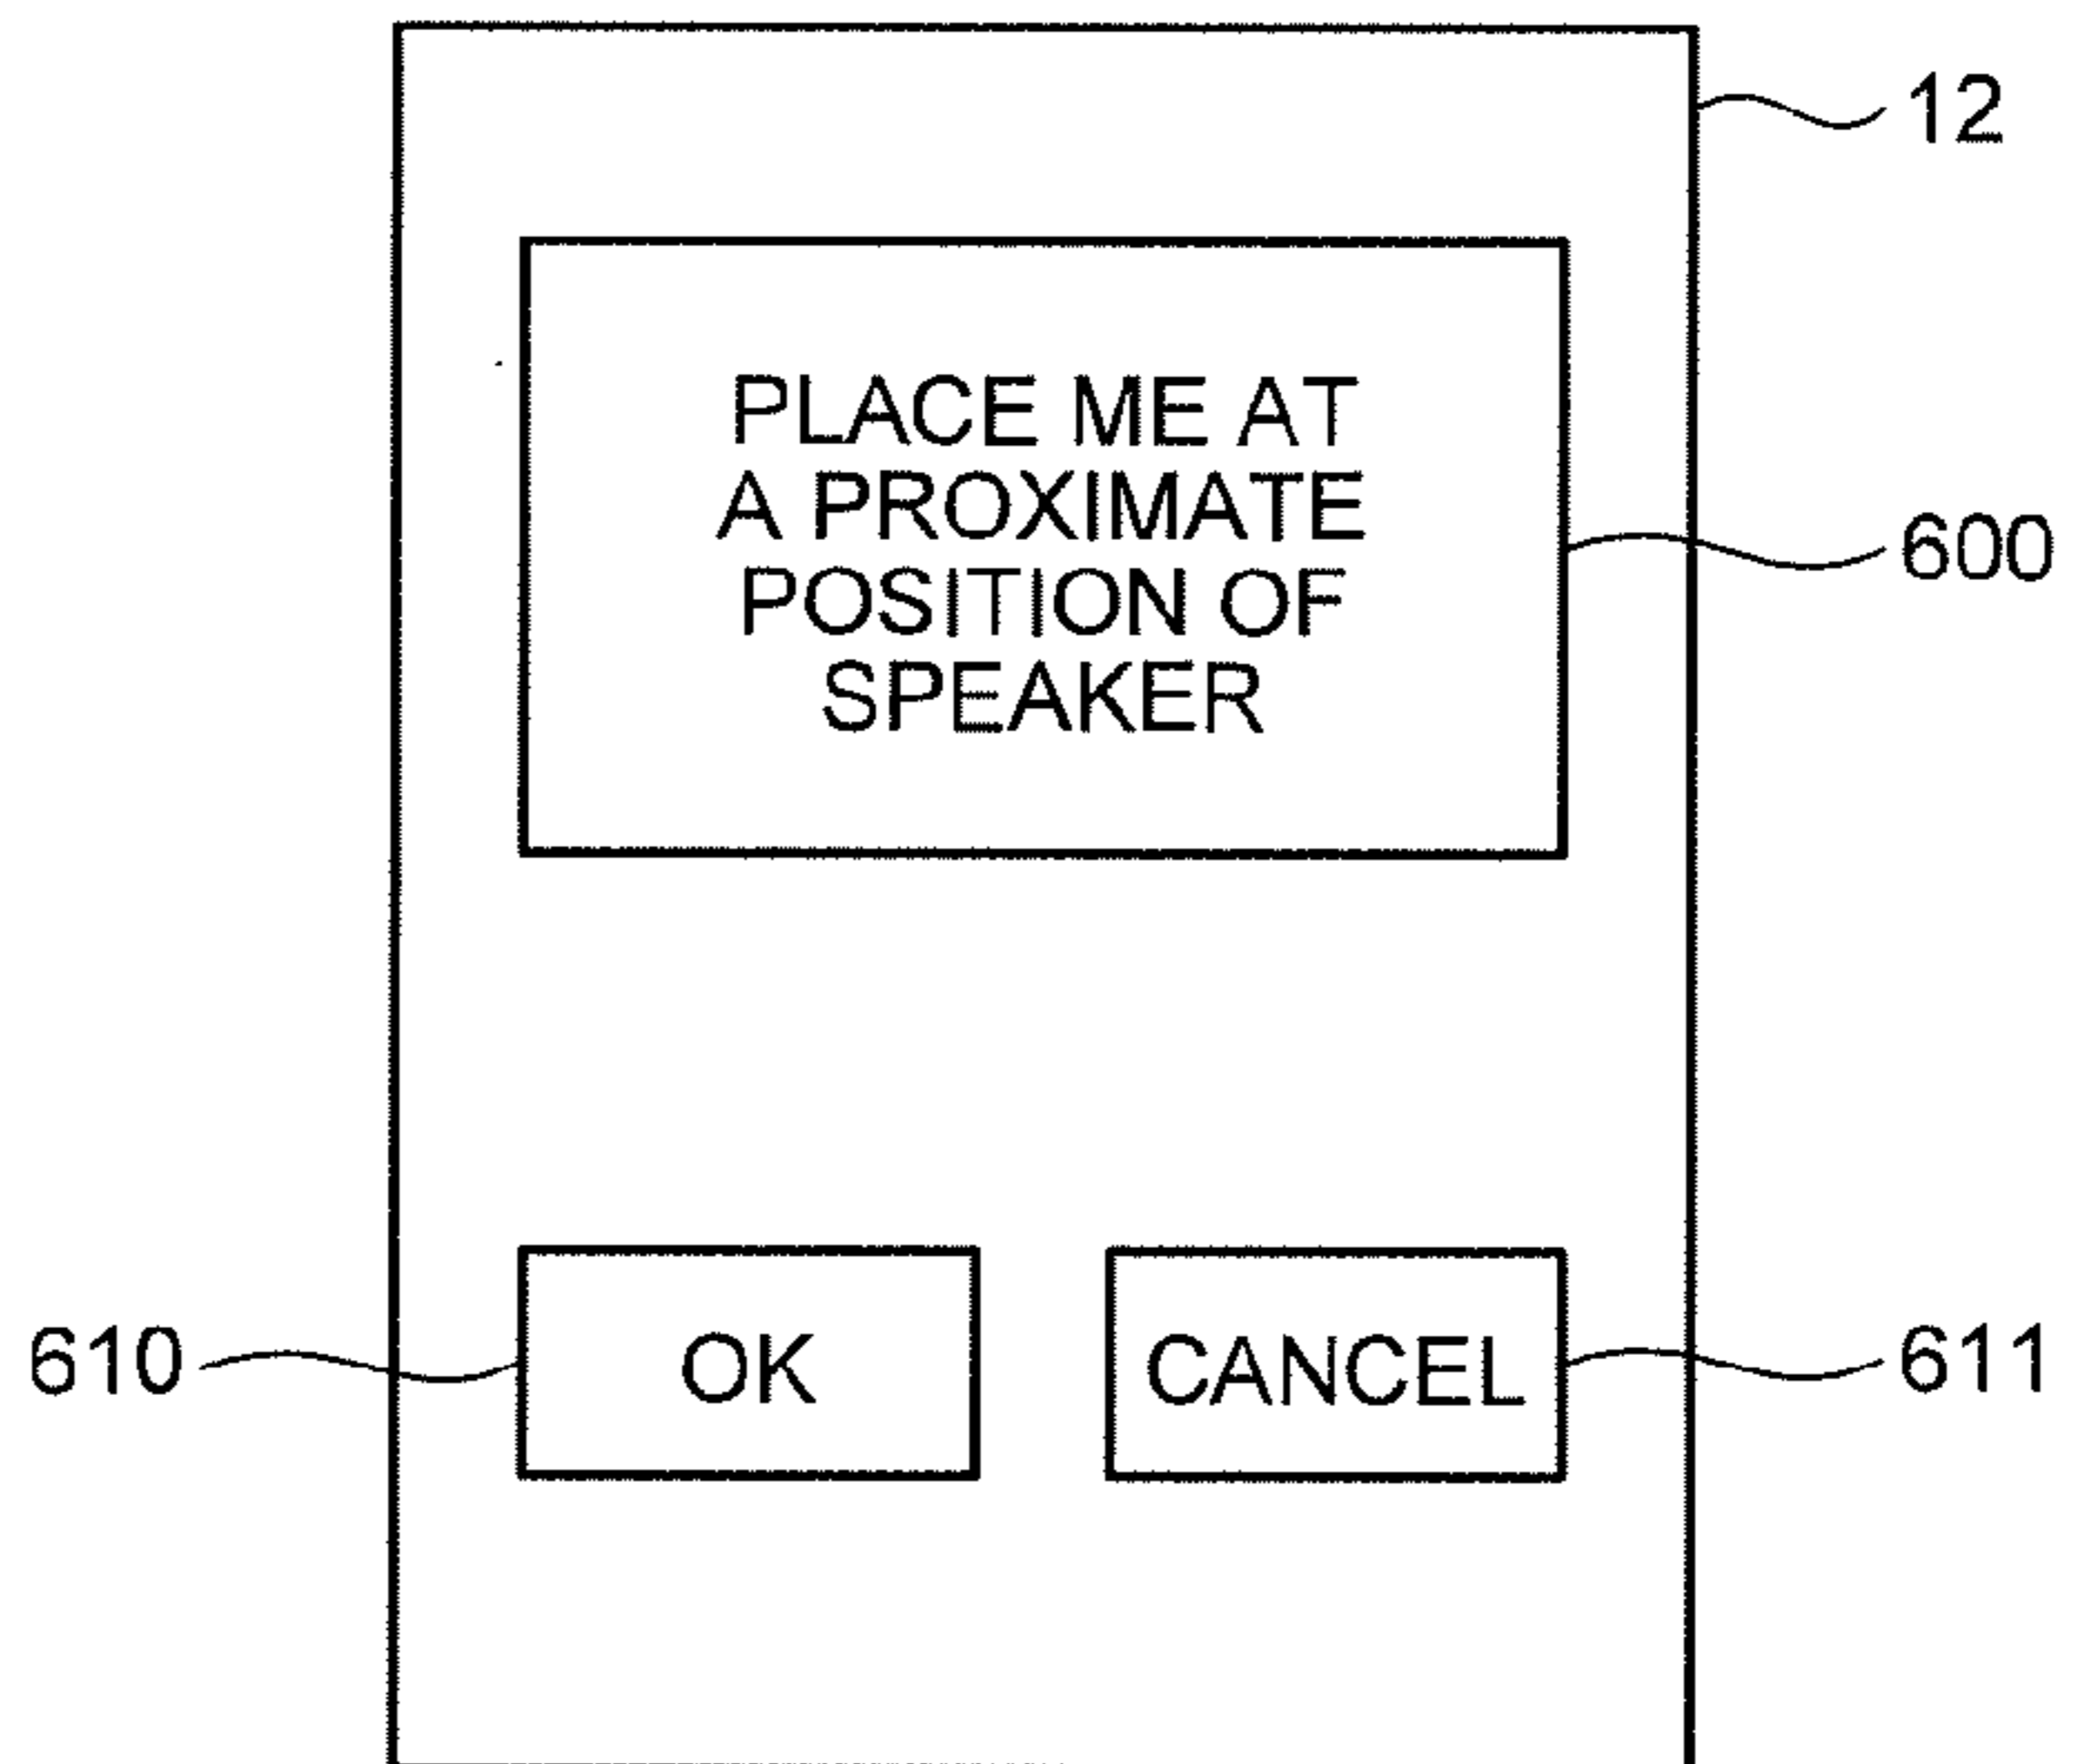 12
PLACE ME AT
A PROXIMATE
POSITION OF
SPEAKER
600
610
OK
CANCEL
611